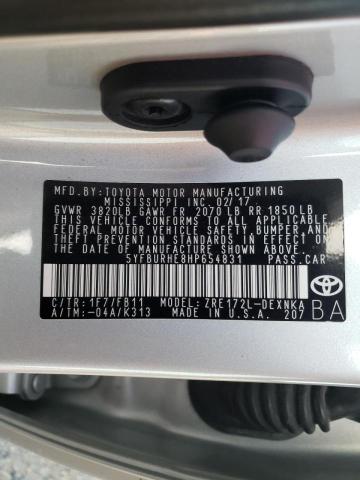 MFD.BY:TOYOTA MOTOR MANUFACTURING
MISSISSIPPI INC. 02/17
GVWR 3820LB GAWR FR 2070LB RR 1850LB
THIS VEHICLE CONFORMS TO ALL APPLICABLE
FEDERAL MOTOR VEHICLE SAFETY, BUMPER, AND
THEFT PREVENTION STANDARDS IN EFFECT ON THE
DATE OF MANUFACTURE SHOWN ABOVE.
5YFBURHE8HP654831 PASS.CAR
C/TR:1F7/FB11 MODEL:ZRE172L-DEXNKA
A/TM:-04A/K313 MADE IN U.S.A. 207
BA